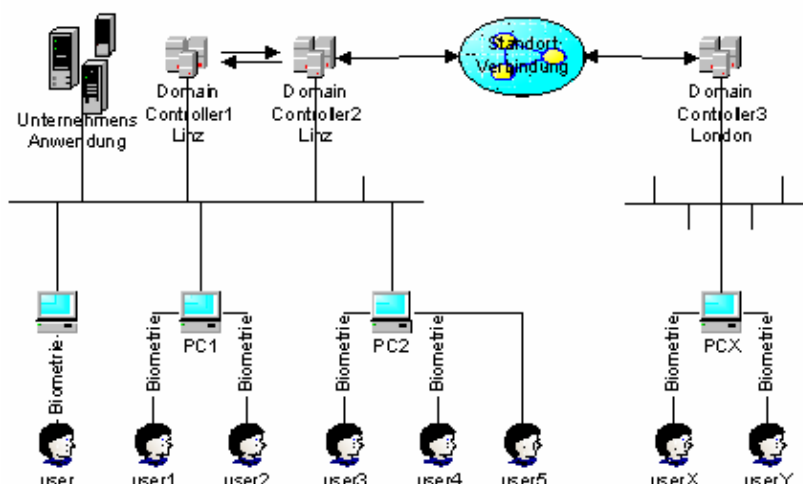 Standort-
Verbindung
Unternehmens
Anwendung
Domain
Controller1
Linz
Domain
Controller2
Linz
Domain
Controller3
London
PC1
PC2
PCX
Biometrie
Biometrie
Biometrie
Biometrie
Biometrie
Biometrie
Biometrie
user
user1
user2
user3
user4
user5
userX
userY